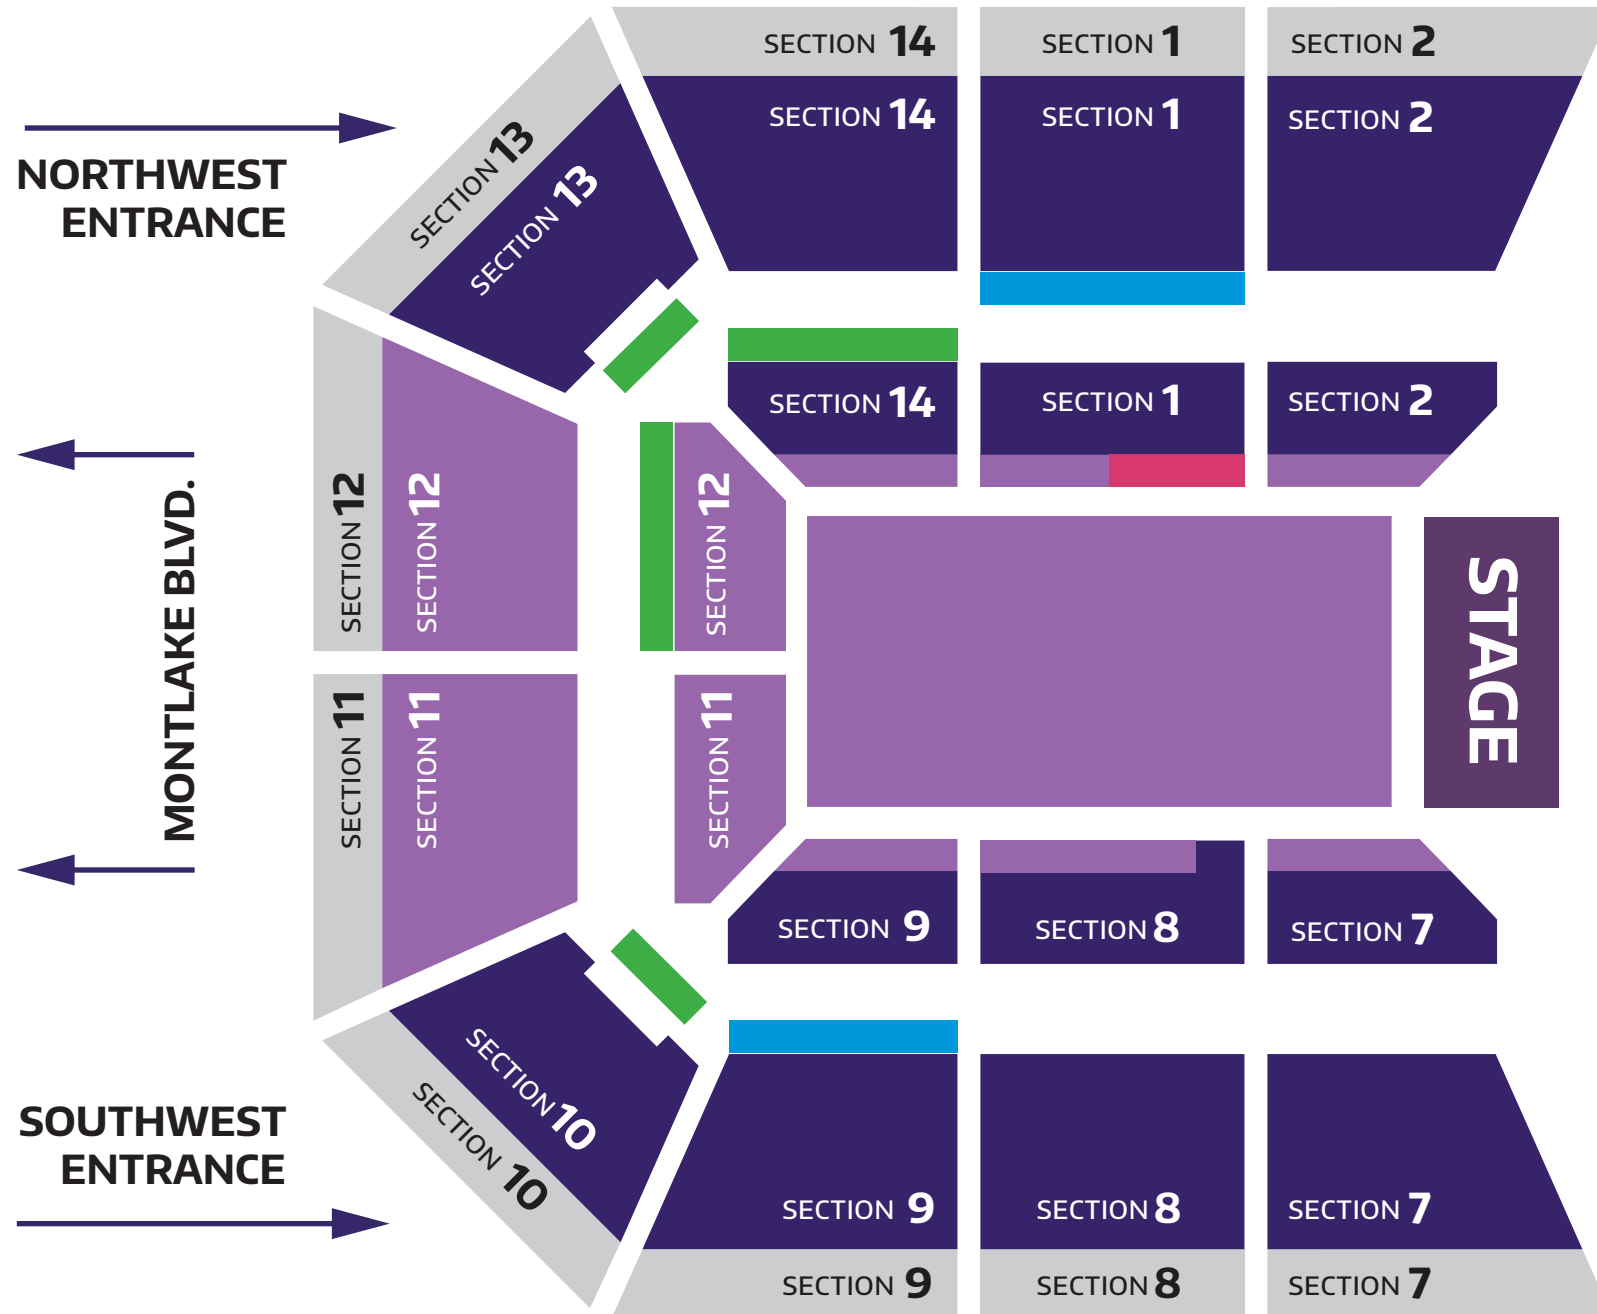 SECTION 14
SECTION 1
SECTION 2
SECTION 14
SECTION 1
SECTION 2
NORTHWEST
ENTRANCE
SECTION 13
SECTION 13
SECTION 14
SECTION 1
SECTION 2
SECTION 12
SECTION 12
SECTION 12
MONTLAKE BLVD.
STAGE
SECTION 11
SECTION 11
SECTION 11
SECTION 9
SECTION 8
SECTION 7
SECTION 10
SECTION 10
SOUTHWEST
ENTRANCE
SECTION 9
SECTION 8
SECTION 7
SECTION 9
SECTION 8
SECTION 7